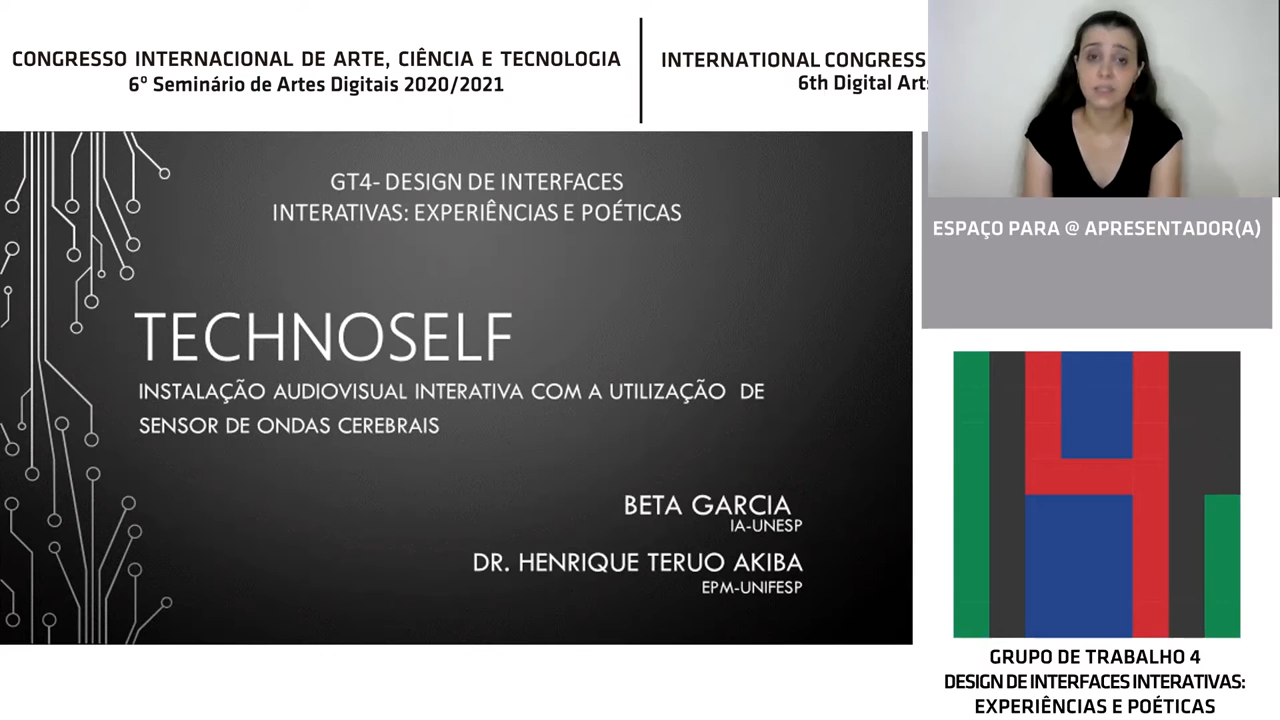 CONGRESSO INTERNACIONAL DE ARTE, CIÊNCIA E TECNOLOGIA
6º Seminário de Artes Digitais 2020/2021
INTERNATIONAL CONGRESS
6th Digital Arts
GT4- DESIGN DE INTERFACES
INTERATIVAS: EXPERIÊNCIAS E POÉTICAS
TECHNOSELF
INSTALAÇÃO AUDIOVISUAL INTERATIVA COM A UTILIZAÇÃO DE
SENSOR DE ONDAS CEREBRAIS
BETA GARCIA
IA-UNESP
DR. HENRIQUE TERUO AKIBA
EPM-UNIFESP
ESPAÇO PARA @ APRESENTADOR(A)
GRUPO DE TRABALHO 4
DESIGN DE INTERFACES INTERATIVAS:
EXPERIÊNCIAS E POÉTICAS